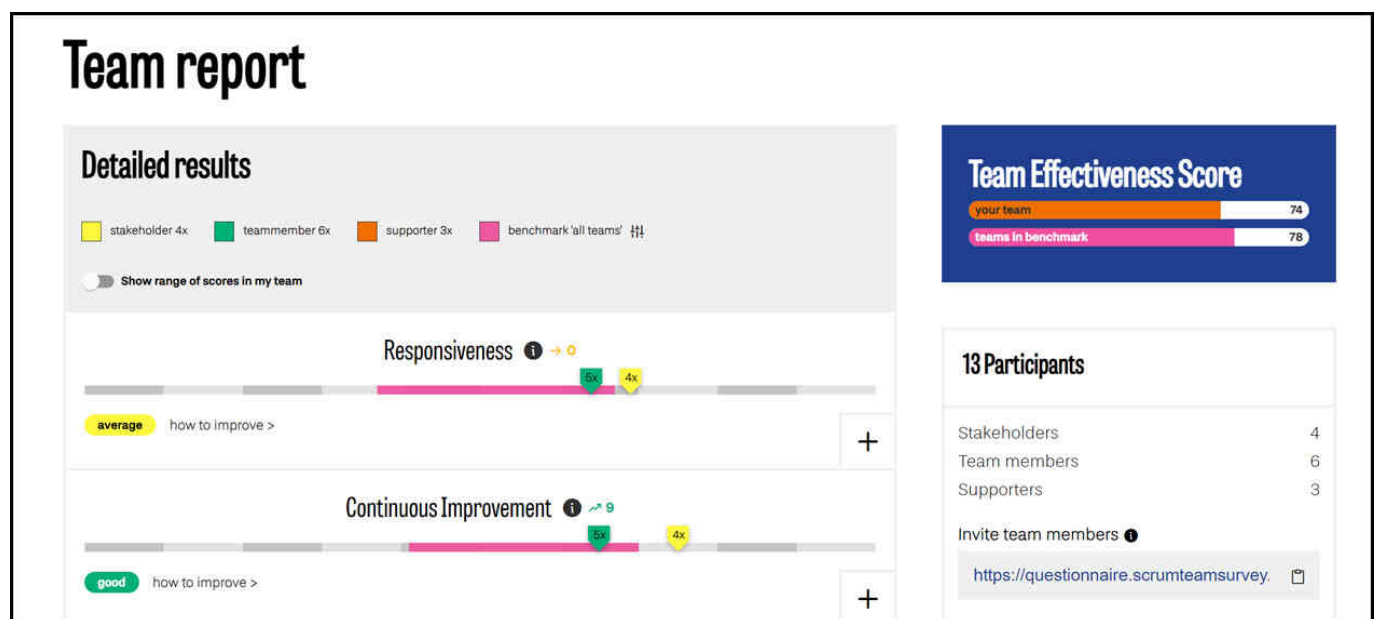 Team report
Detailed results
stakeholder 4x teammember 6x supporter 3x benchmark 'all teams'
Show range of scores in my team
Responsiveness i → 0
5x 4x
average how to improve >
+
Continuous Improvement i 9
5x 4x
good how to improve >
+
Team Effectiveness Score
your team 74
teams in benchmark 78
13 Participants
Stakeholders 4
Team members 6
Supporters 3
Invite team members i
https://questionnaire.scrumteamsurvey.